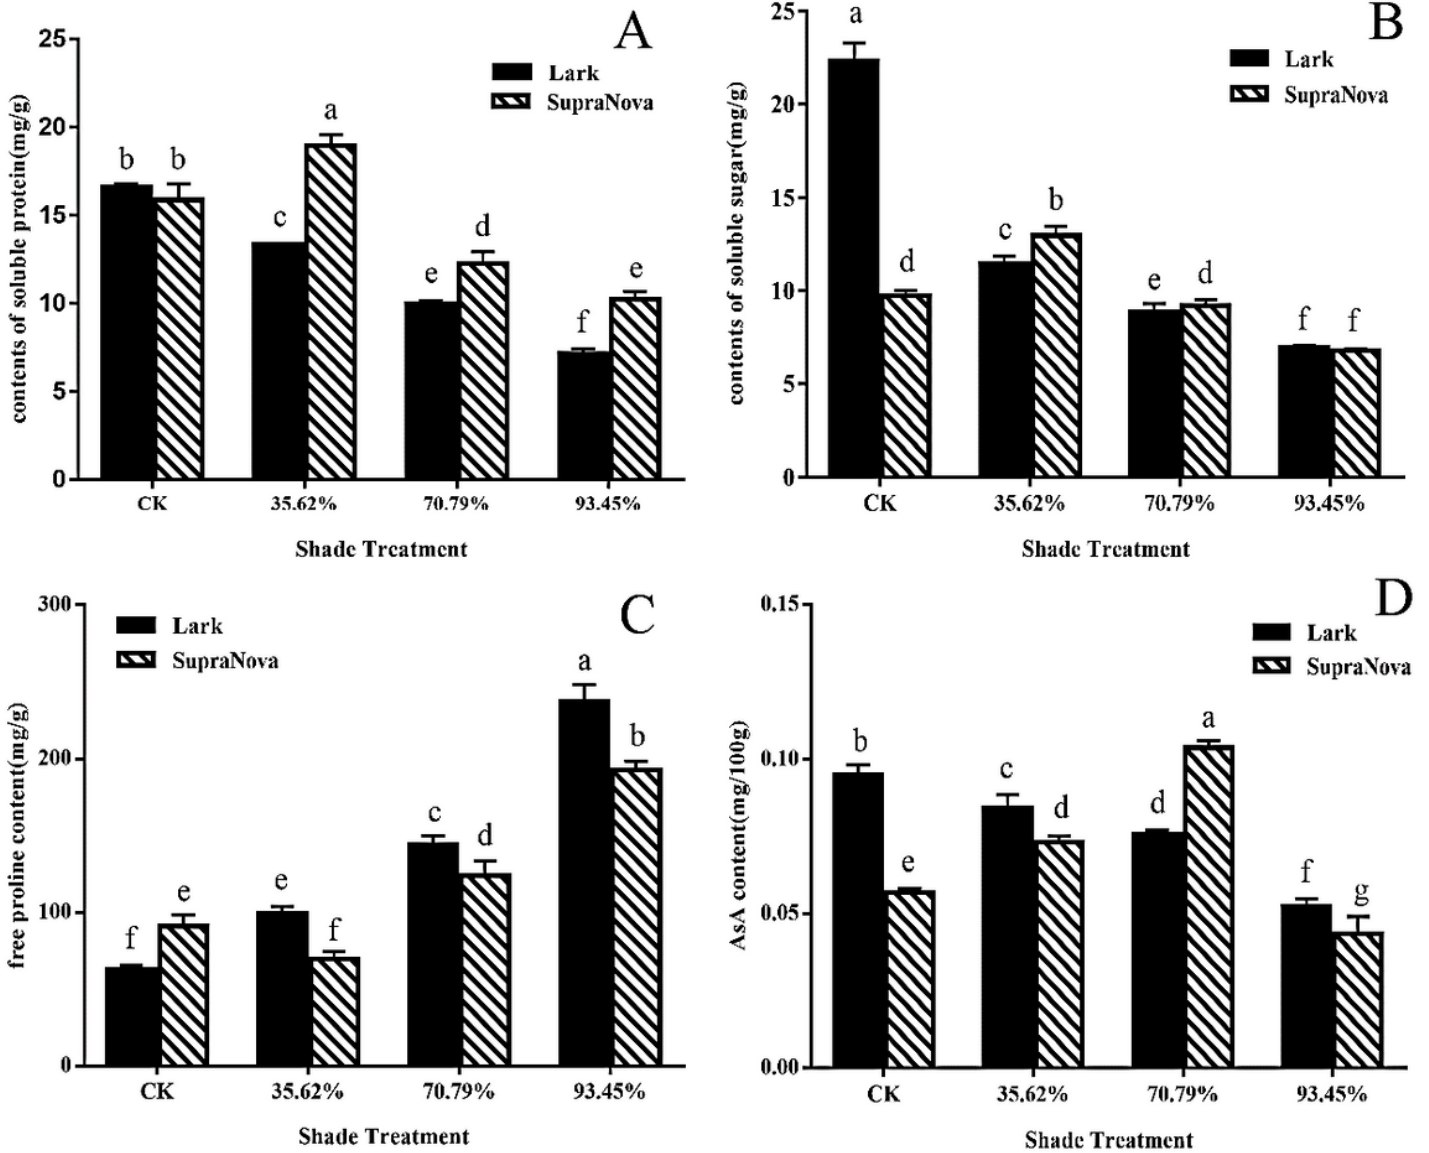 A
25
20
15
10
5
0
contents of soluble protein(mg/g)
Lark
SupraNova
b b
c a
e d
f e
CK 35.62% 70.79% 93.45%
Shade Treatment
B
25
20
15
10
5
0
contents of soluble sugar(mg/g)
Lark
SupraNova
a d
c b
e d
f f
CK 35.62% 70.79% 93.45%
Shade Treatment
C
300
200
100
0
free proline content(mg/g)
Lark
SupraNova
f e
e f
c d
a b
CK 35.62% 70.79% 93.45%
Shade Treatment
D
0.15
0.10
0.05
0.00
AsA content(mg/100g)
Lark
SupraNova
b e
c d
d a
f g
CK 35.62% 70.79% 93.45%
Shade Treatment